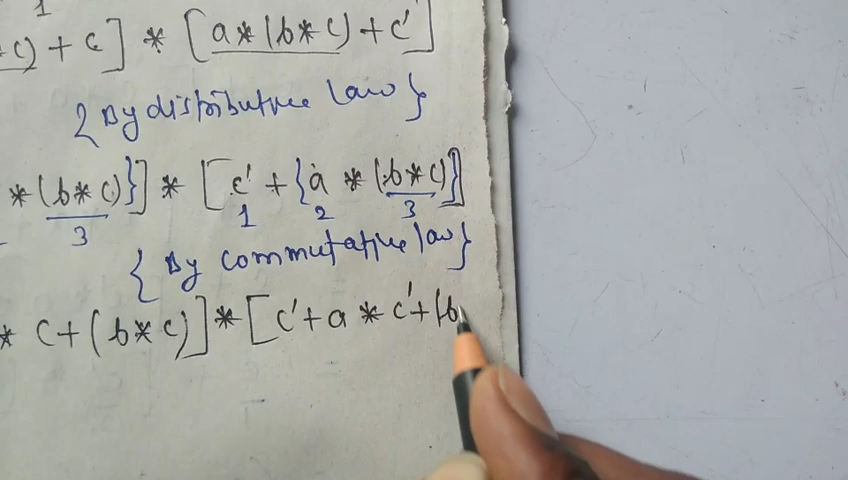 c) + c] * [a * (b * c) + c']
{By distributive law}
* (b * c)}] * [c' + {a * (b * c)}]
3 1 2 3
{By commutative law}
* c + (b * c)] * [c' + a * c' + (b